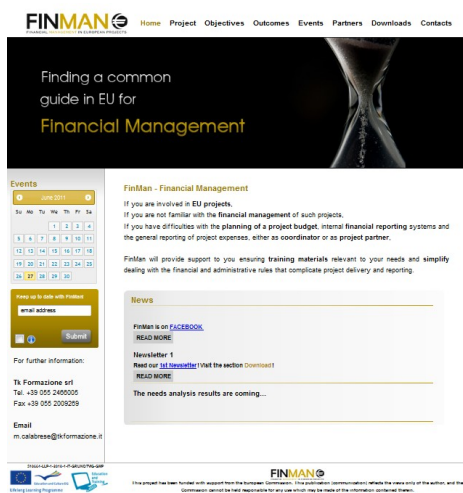 FINMAN
FINANCIAL MANAGEMENT IN EUROPEAN PROJECTS
Home Project Objectives Outcomes Events Partners Downloads Contacts
Finding a common
guide in EU for
Financial Management
Events
June 2011
Su Mo Tu We Th Fr Sa
1 2 3 4
5 6 7 8 9 10 11
12 13 14 15 16 17 18
19 20 21 22 23 24 25
26 27 28 29 30
Keep up to date with FinMan!
email address
Submit
For further information:
Tk Formazione srl
Tel. +39 055 2466005
Fax +39 055 2009269
Email
m.calabrese@tkformazione.it
FinMan - Financial Management
If you are involved in EU projects,
If you are not familiar with the financial management of such projects,
If you have difficulties with the planning of a project budget, internal financial reporting systems and
the general reporting of project expenses, either as coordinator or as project partner,
FinMan will provide support to you ensuring training materials relevant to your needs and simplify
dealing with the financial and administrative rules that complicate project delivery and reporting.
News
FinMan is on FACEBOOK.
READ MORE
Newsletter 1
Read our 1st Newsletter! Visit the section Download!
READ MORE
The needs analysis results are coming...
Lifelong Learning Programme
FINMAN
This project has been funded with support from the European Commission. This publication (communication) reflects the views only of the author, and the
Commission cannot be held responsible for any use which may be made of the information contained therein.